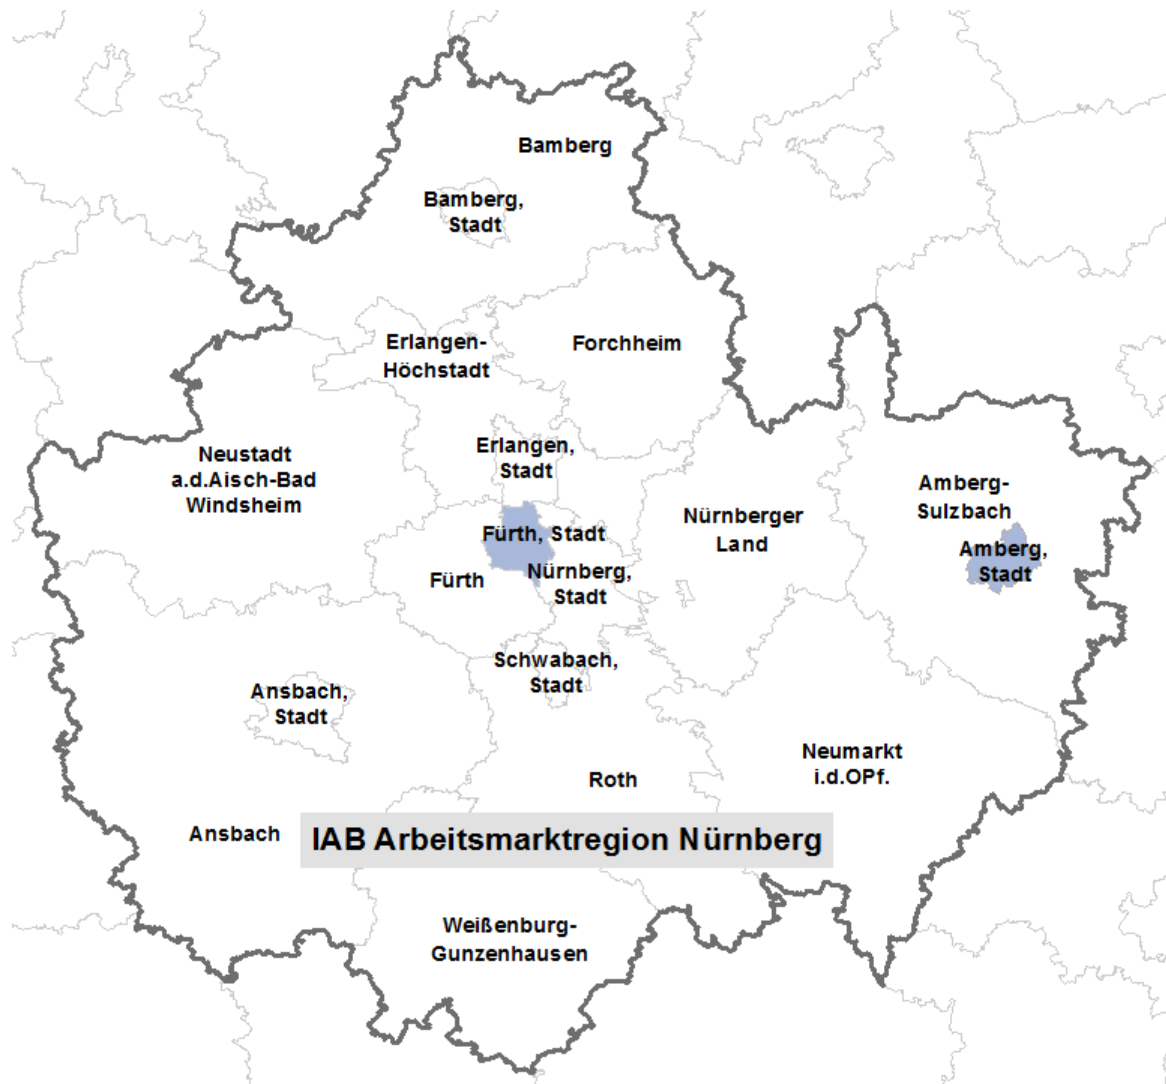 Bamberg
Bamberg,
Stadt
Erlangen-
Höchstadt
Forchheim
Neustadt
a.d.Aisch-Bad
Windsheim
Erlangen,
Stadt
Amberg-
Sulzbach
Nürnberger
Land
Fürth, Stadt
Amberg,
Stadt
Fürth
Nürnberg,
Stadt
Schwabach,
Stadt
Ansbach,
Stadt
Neumarkt
i.d.OPf.
Roth
Ansbach
IAB Arbeitsmarktregion Nürnberg
Weißenburg-
Gunzenhausen